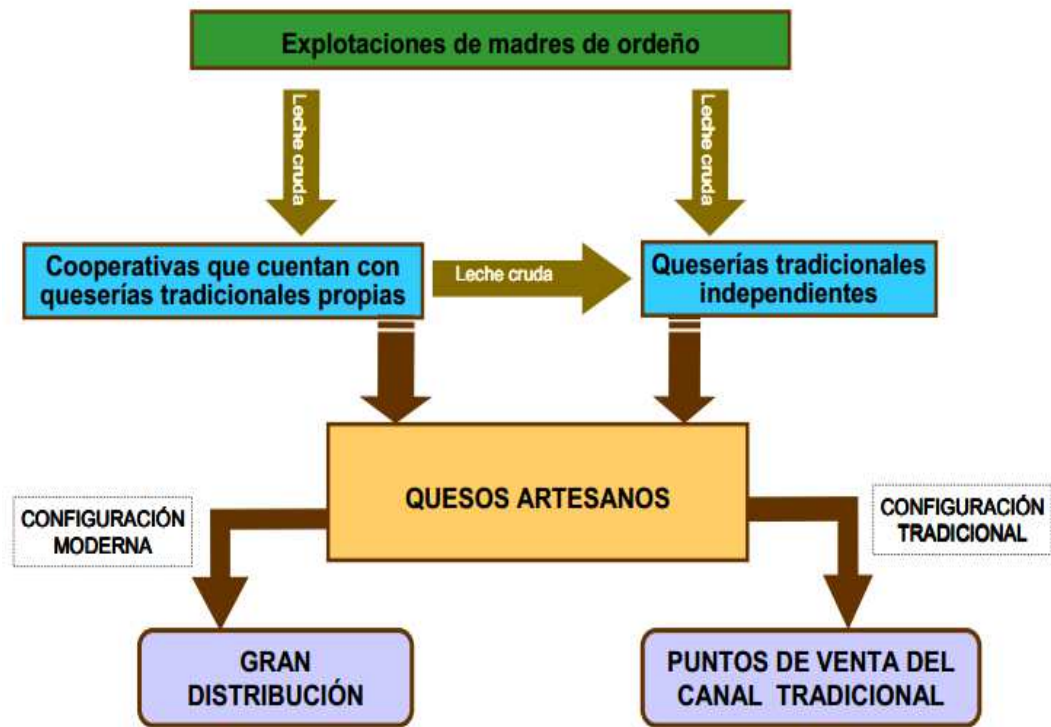 Explotaciones de madres de ordeño
Leche cruda
Leche cruda
Cooperativas que cuentan con
queserías tradicionales propias
Leche cruda
Queserías tradicionales
independientes
QUESOS ARTESANOS
CONFIGURACIÓN
MODERNA
CONFIGURACIÓN
TRADICIONAL
GRAN
DISTRIBUCIÓN
PUNTOS DE VENTA DEL
CANAL TRADICIONAL